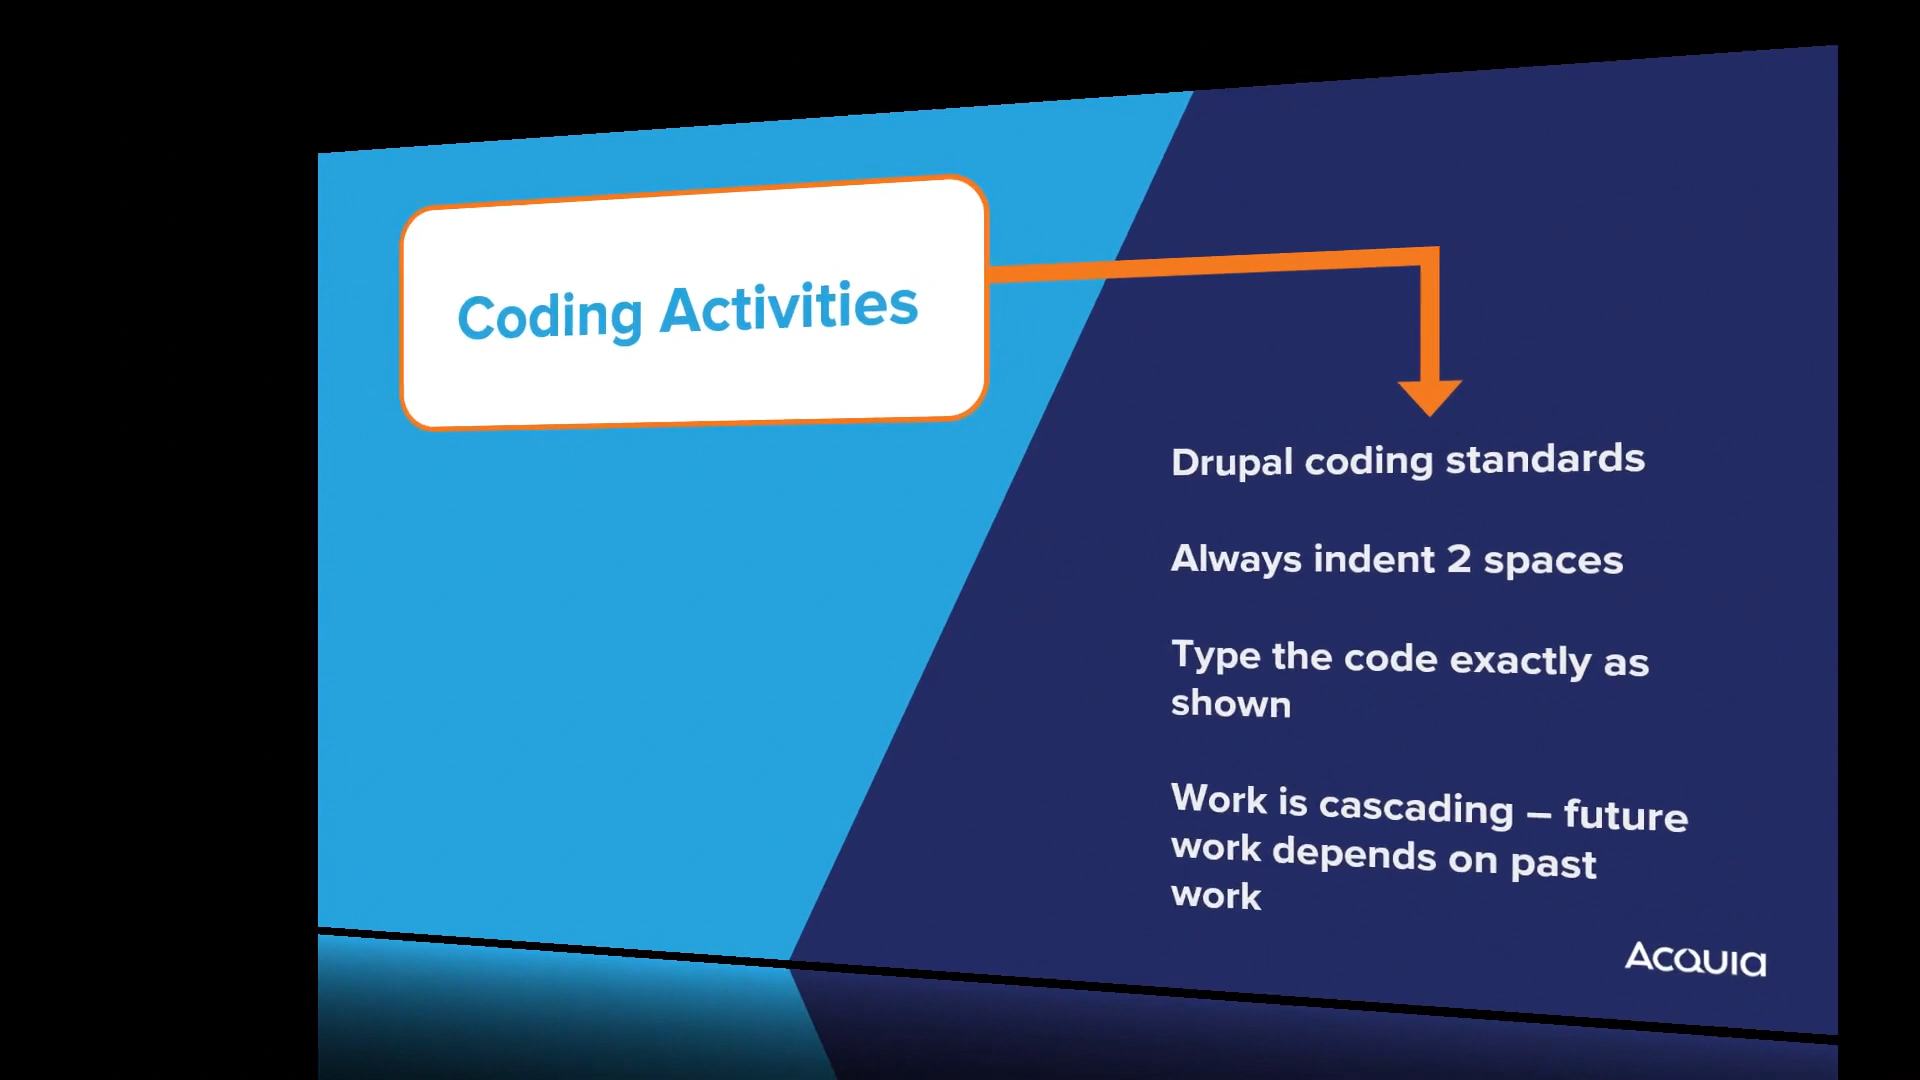 Coding Activities
Drupal coding standards
Always indent 2 spaces
Type the code exactly as
shown
Work is cascading – future
work depends on past
work
ACQUIA